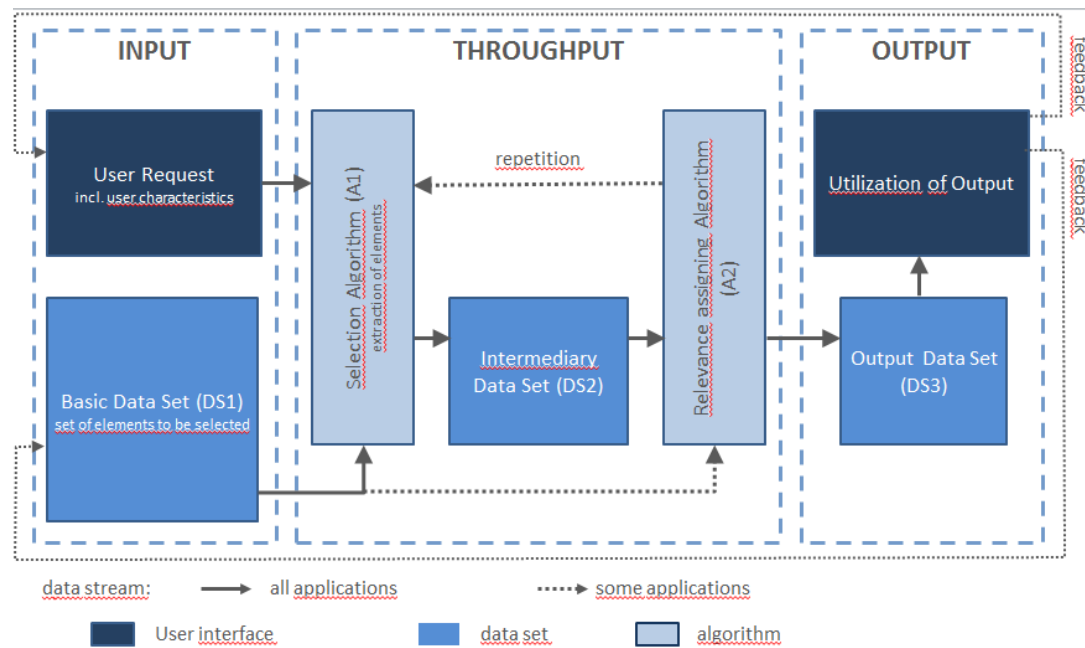 INPUT
THROUGHPUT
OUTPUT
feedback
feedback
User Request
incl. user characteristics
Basic Data Set (DS1)
set of elements to be selected
Selection Algorithm (A1)
extraction of elements
repetition
Intermediary
Data Set (DS2)
Relevance assigning Algorithm
(A2)
Utilization of Output
Output Data Set
(DS3)
data stream:
all applications
some applications
User interface
data set
algorithm